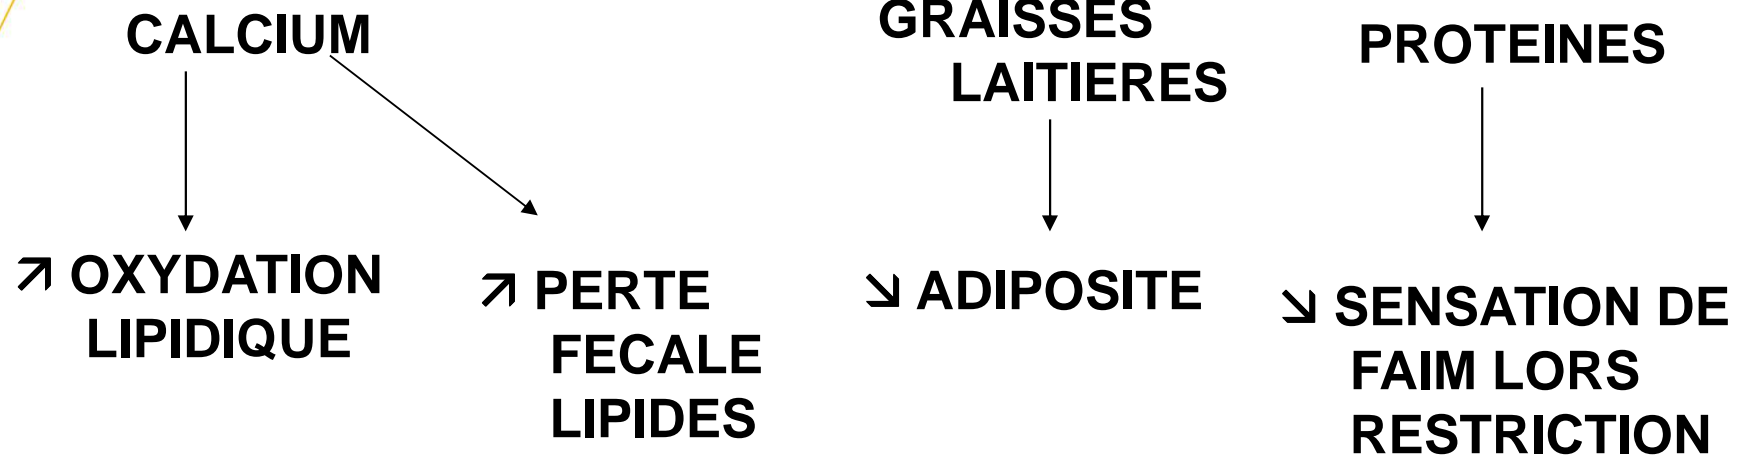 CALCIUM
GRAISSES
LAITIERES
PROTEINES
↗ OXYDATION
LIPIDIQUE
↗ PERTE
FECALE
LIPIDES
↘ ADIPOSITE
↘ SENSATION DE
FAIM LORS
RESTRICTION